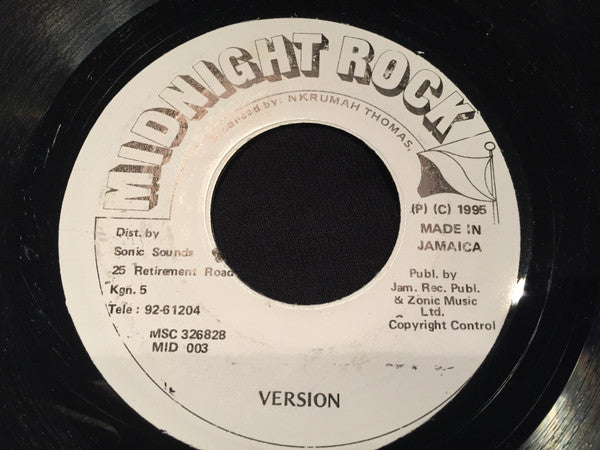 MIDNIGHT ROCK
by: NKRUMAH THOMAS,
(P) (C) 1995
MADE IN
JAMAICA
Dist. by
Sonic Sounds
25 Retirement Road
Kgn. 5
Tele : 92-61204
Publ. by
Jam. Rec. Publ.
& Zonic Music
Ltd.
Copyright Control
MSC 326828
MID 003
VERSION